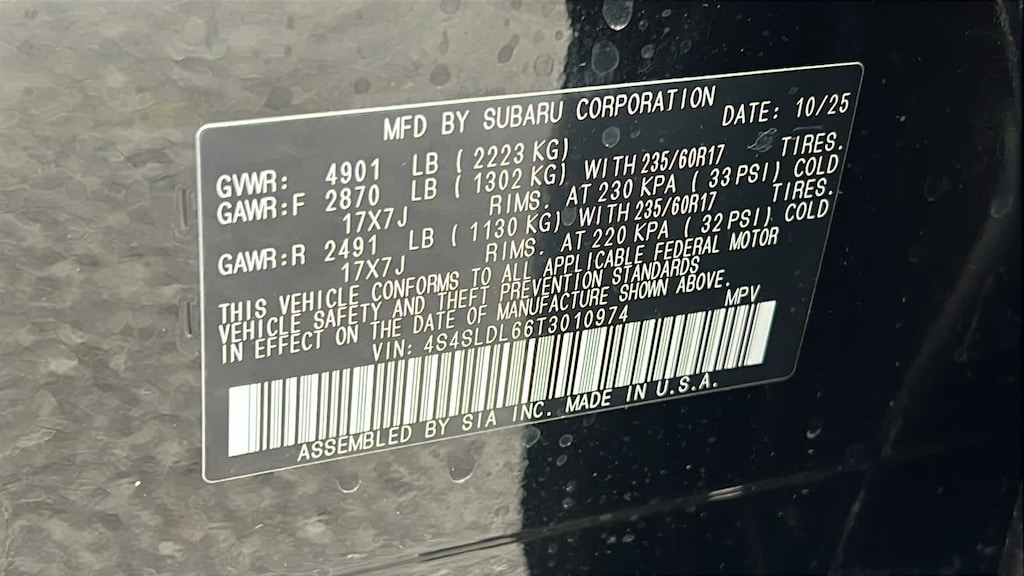 MFD BY SUBARU CORPORATION DATE: 10/25
GVWR: 4901 LB ( 2223 KG)
GAWR:F 2870 LB ( 1302 KG) WITH 235/60R17 TIRES.
17X7J RIMS. AT 230 KPA ( 33 PSI) COLD
GAWR:R 2491 LB ( 1130 KG) WITH 235/60R17 TIRES.
17X7J RIMS. AT 220 KPA ( 32 PSI) COLD
THIS VEHICLE CONFORMS TO ALL APPLICABLE FEDERAL MOTOR
VEHICLE SAFETY AND THEFT PREVENTION STANDARDS
IN EFFECT ON THE DATE OF MANUFACTURE SHOWN ABOVE.
VIN: 4S4SLDL66T3010974 MPV
ASSEMBLED BY SIA INC. MADE IN U.S.A.